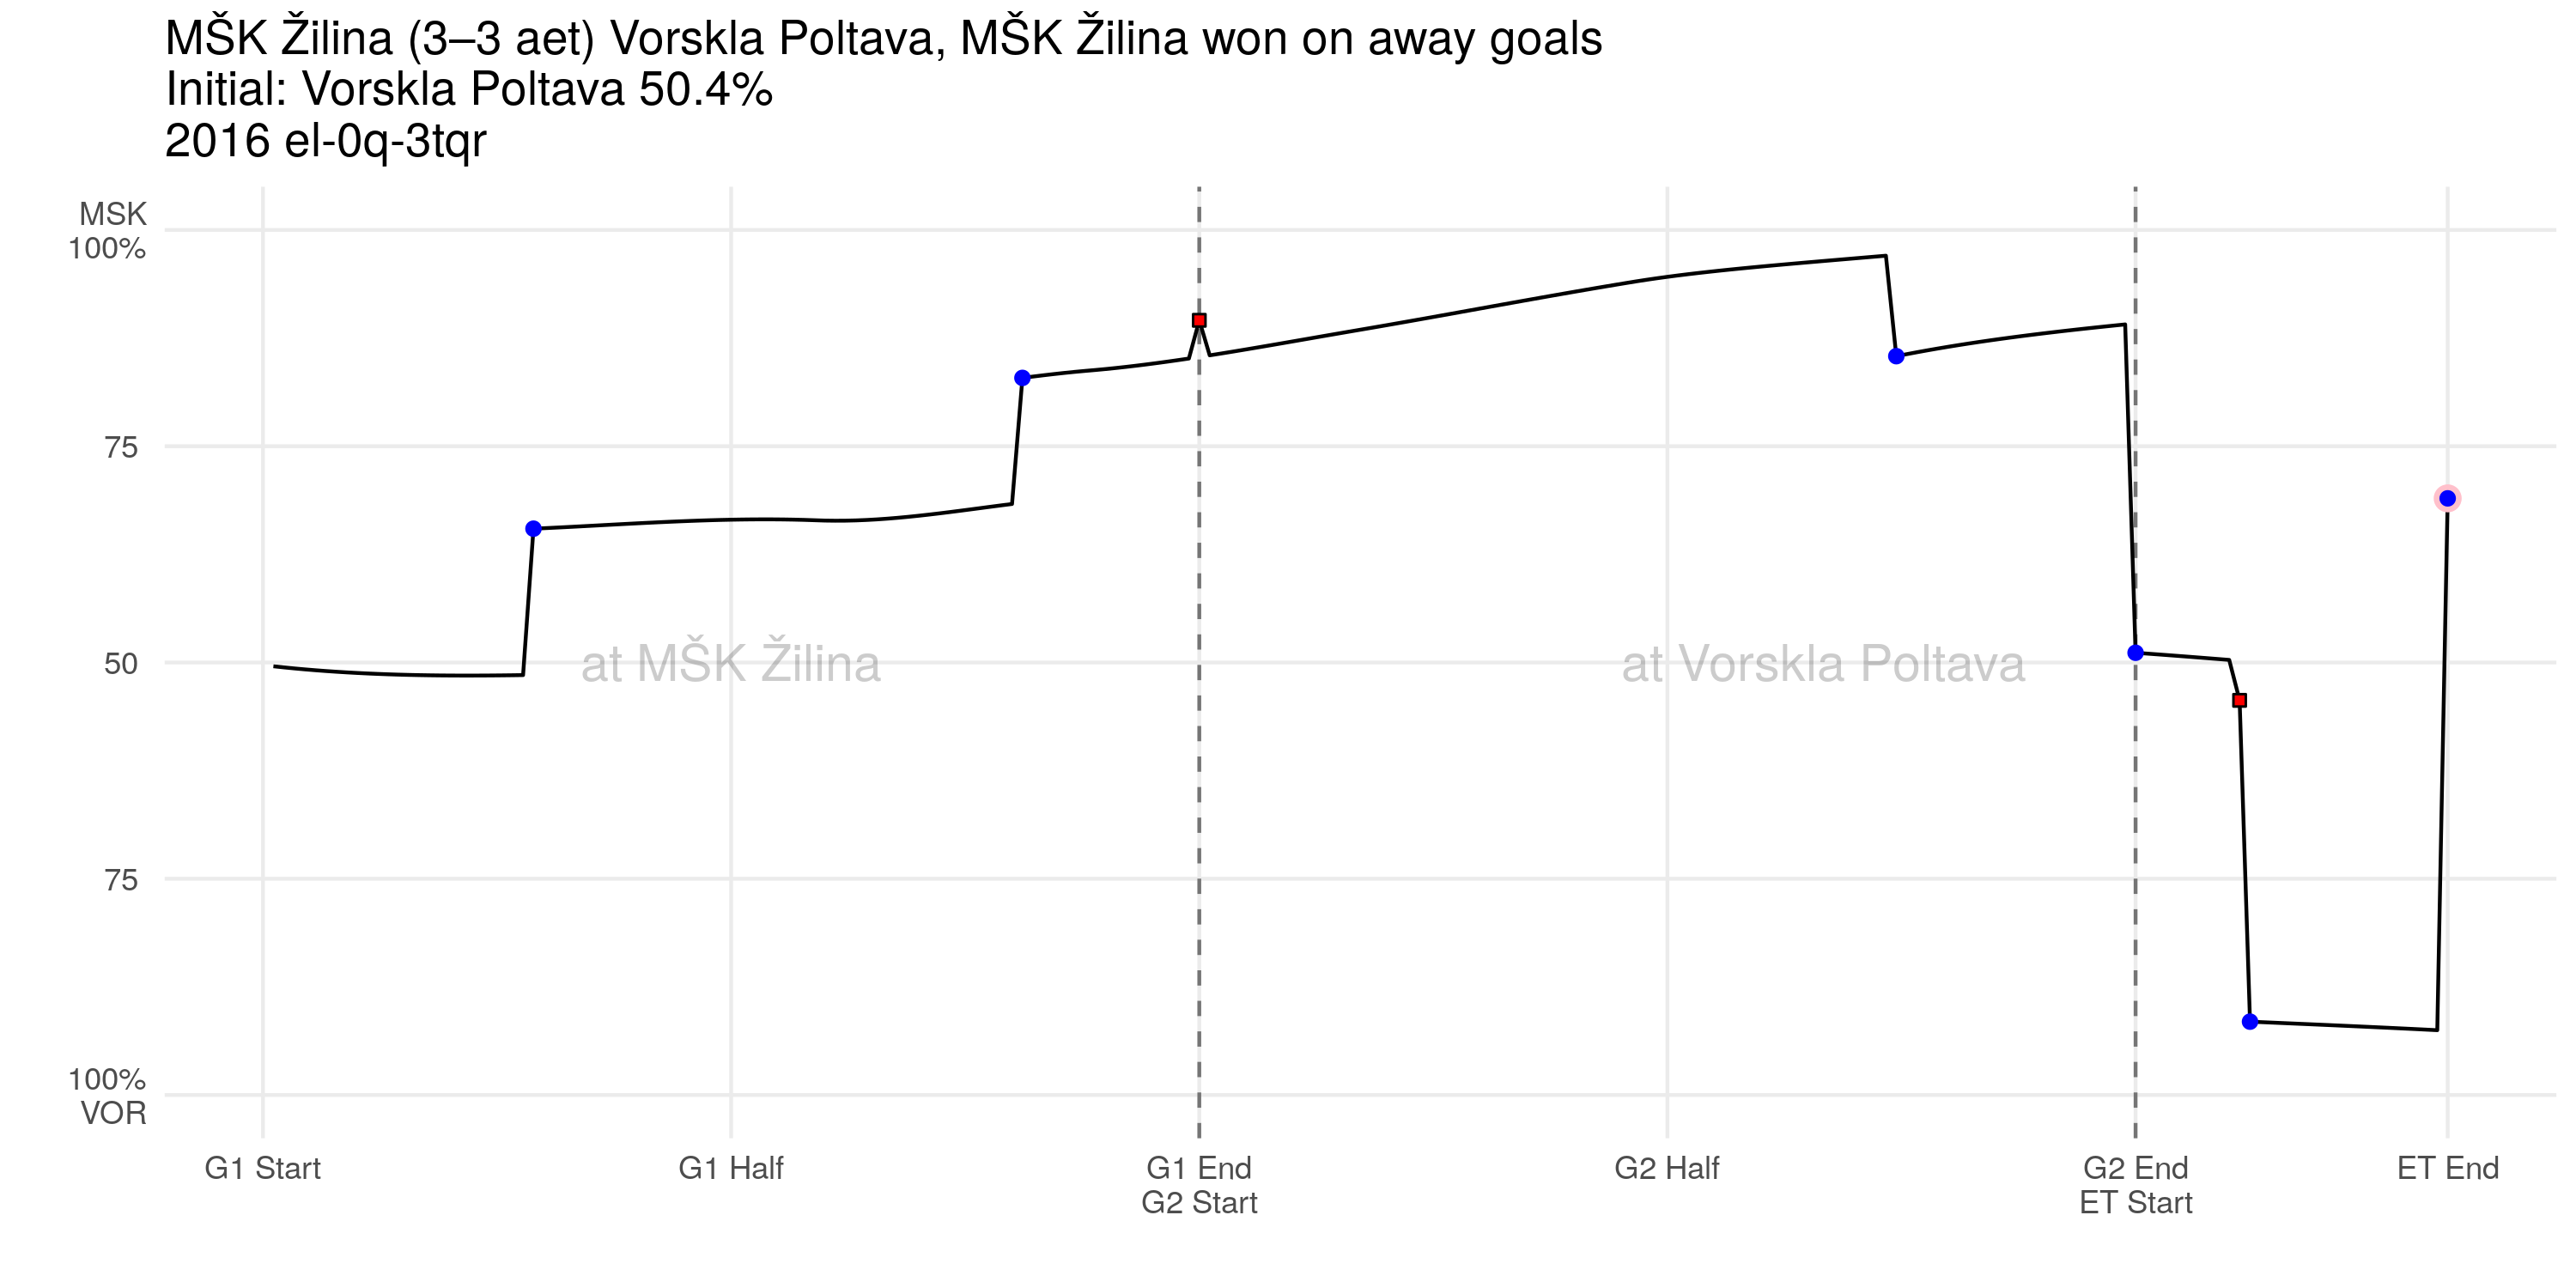 MŠK Žilina (3–3 aet) Vorskla Poltava, MŠK Žilina won on away goals
Initial: Vorskla Poltava 50.4%
2016 el-0q-3tqr
MSK
100%
75
50
75
100%
VOR
at MŠK Žilina
at Vorskla Poltava
G1 Start
G1 Half
G1 End
G2 Start
G2 Half
G2 End
ET Start
ET End